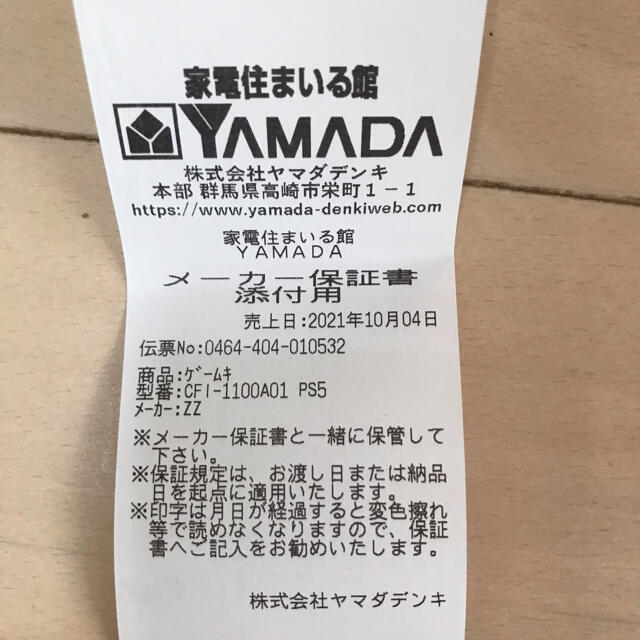 家電住まいる館
YAMADA
株式会社ヤマダデンキ
本部 群馬県高崎市栄町1-1
https://www.yamada-denkiweb.com
家電住まいる館
YAMADA
メーカー保証書
添付用
売上日:2021年10月04日
伝票No:0464-404-010532
商品:ｹﾞｰﾑｷ
型番:CFI-1100A01 PS5
ﾒｰｶｰ:ZZ
※メーカー保証書と一緒に保管して
下さい。
※保証規定は、お渡し日または納品
日を起点に適用いたします。
※印字は月日が経過すると変色擦れ
等で読めなくなりますので、保証
書へご記入をお勧めいたします。
株式会社ヤマダデンキ